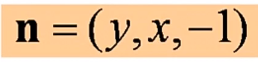 n = (y, x, −1)